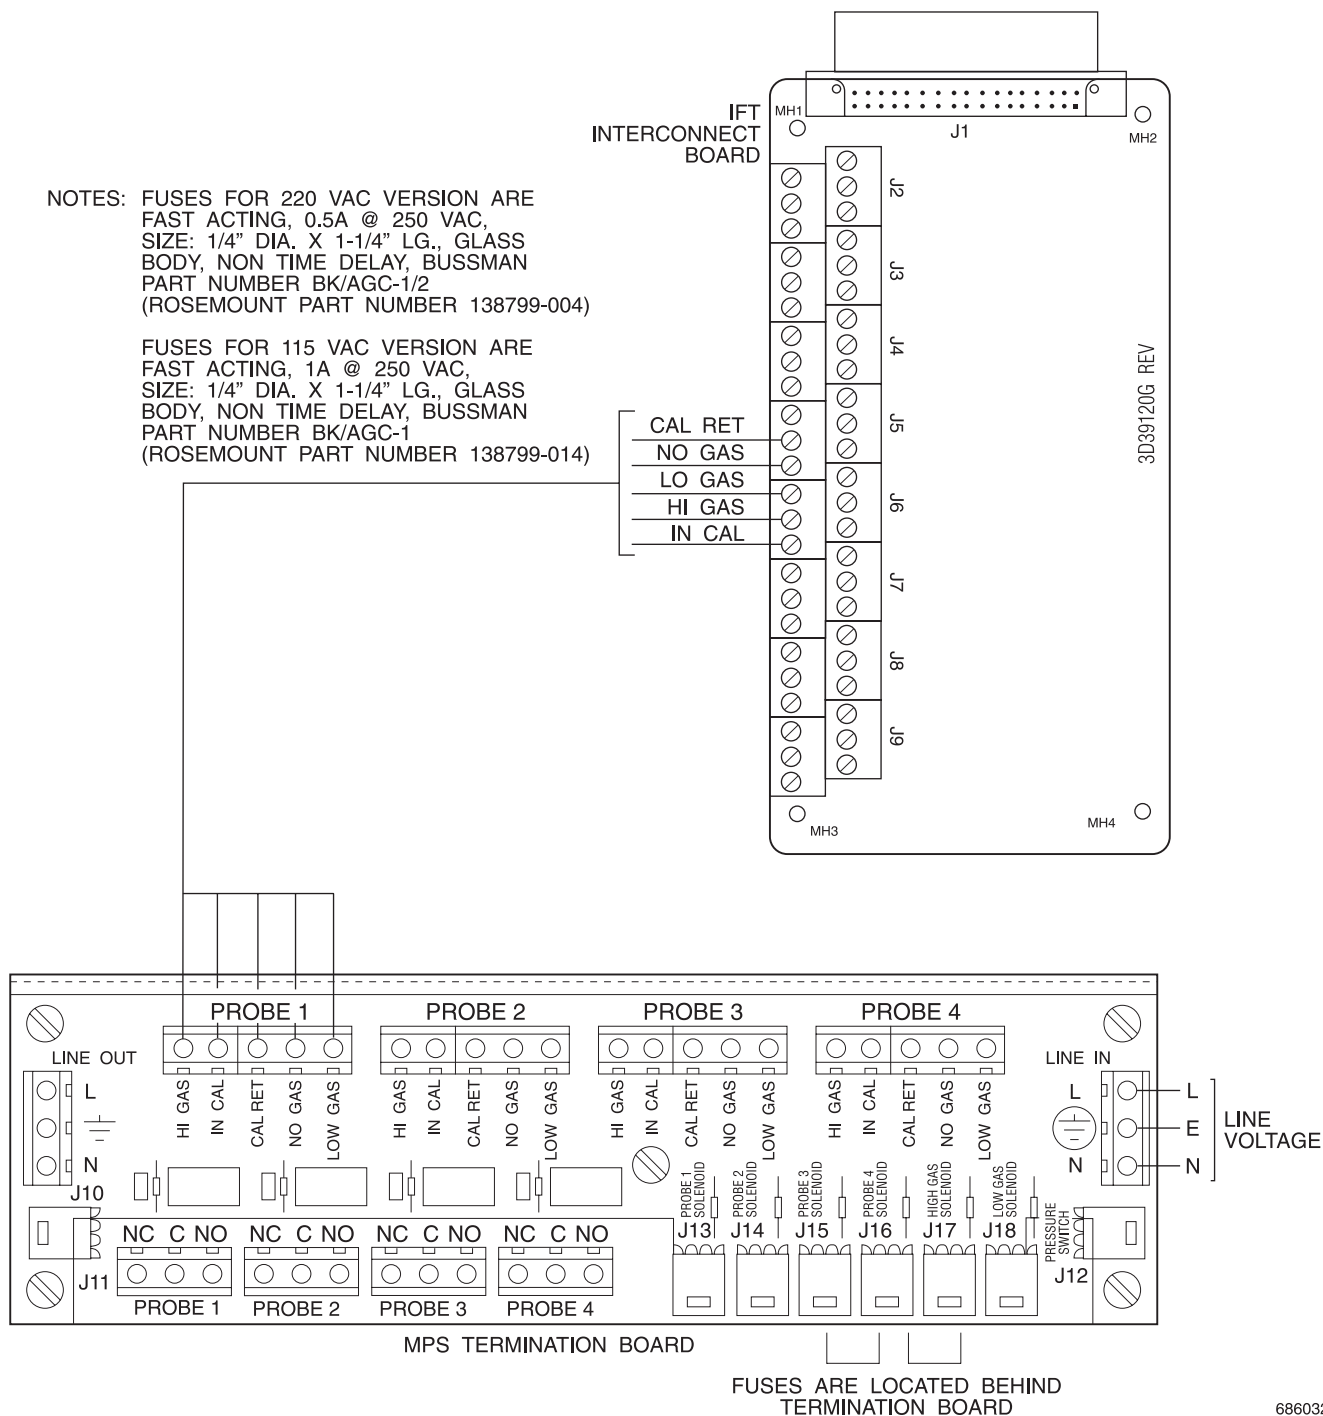 IFT
INTERCONNECT
BOARD
MH1
J1
MH2
NOTES: FUSES FOR 220 VAC VERSION ARE
FAST ACTING, 0.5A @ 250 VAC,
SIZE: 1/4” DIA. X 1-1/4” LG., GLASS
BODY, NON TIME DELAY, BUSSMAN
PART NUMBER BK/AGC-1/2
(ROSEMOUNT PART NUMBER 138799-004)
FUSES FOR 115 VAC VERSION ARE
FAST ACTING, 1A @ 250 VAC,
SIZE: 1/4” DIA. X 1-1/4” LG., GLASS
BODY, NON TIME DELAY, BUSSMAN
PART NUMBER BK/AGC-1
(ROSEMOUNT PART NUMBER 138799-014)
J2
J3
J4
J5
J6
J7
J8
J9
3D39120G REV
CAL RET
NO GAS
LO GAS
HI GAS
IN CAL
MH3
MH4
PROBE 1
PROBE 2
PROBE 3
PROBE 4
LINE OUT
L
N
J10
HI GAS
IN CAL
CAL RET
NO GAS
LOW GAS
HI GAS
IN CAL
CAL RET
NO GAS
LOW GAS
HI GAS
IN CAL
CAL RET
NO GAS
LOW GAS
HI GAS
IN CAL
CAL RET
NO GAS
LOW GAS
LINE IN
L
N
L
E
N
LINE
VOLTAGE
PROBE 1
SOLENOID
PROBE 2
SOLENOID
PROBE 3
SOLENOID
PROBE 4
SOLENOID
HIGH GAS
SOLENOID
LOW GAS
SOLENOID
J13
J14
J15
J16
J17
J18
PRESSURE
SWITCH
J12
J11
NC C NO
NC C NO
NC C NO
NC C NO
PROBE 1
PROBE 2
PROBE 3
PROBE 4
MPS TERMINATION BOARD
FUSES ARE LOCATED BEHIND
TERMINATION BOARD
686032